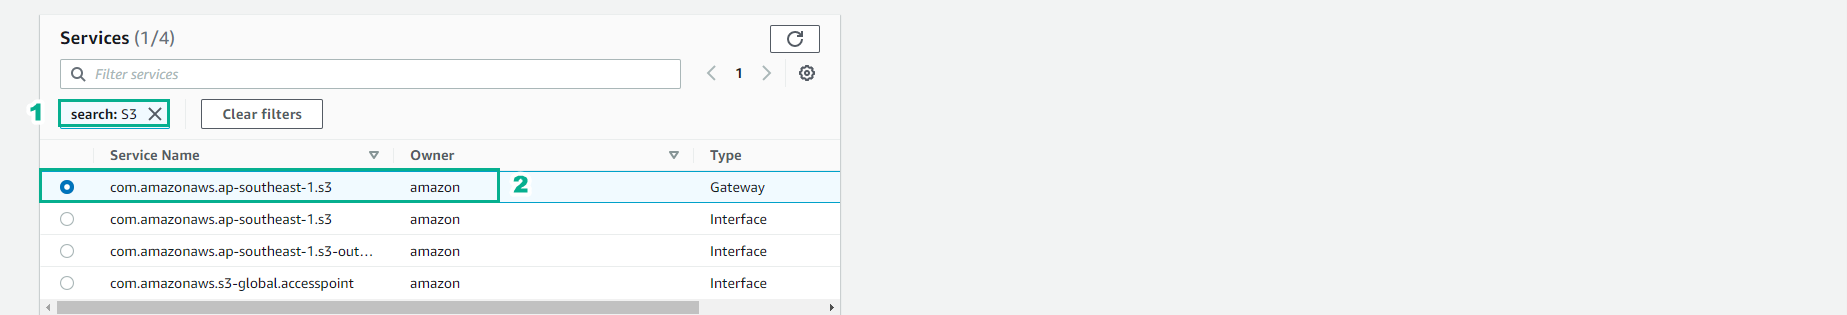 Services (1/4)
Filter services
1
1 search: S3 Clear filters
Service Name Owner Type
com.amazonaws.ap-southeast-1.s3 amazon 2 Gateway
com.amazonaws.ap-southeast-1.s3 amazon Interface
com.amazonaws.ap-southeast-1.s3-out... amazon Interface
com.amazonaws.s3-global.accesspoint amazon Interface